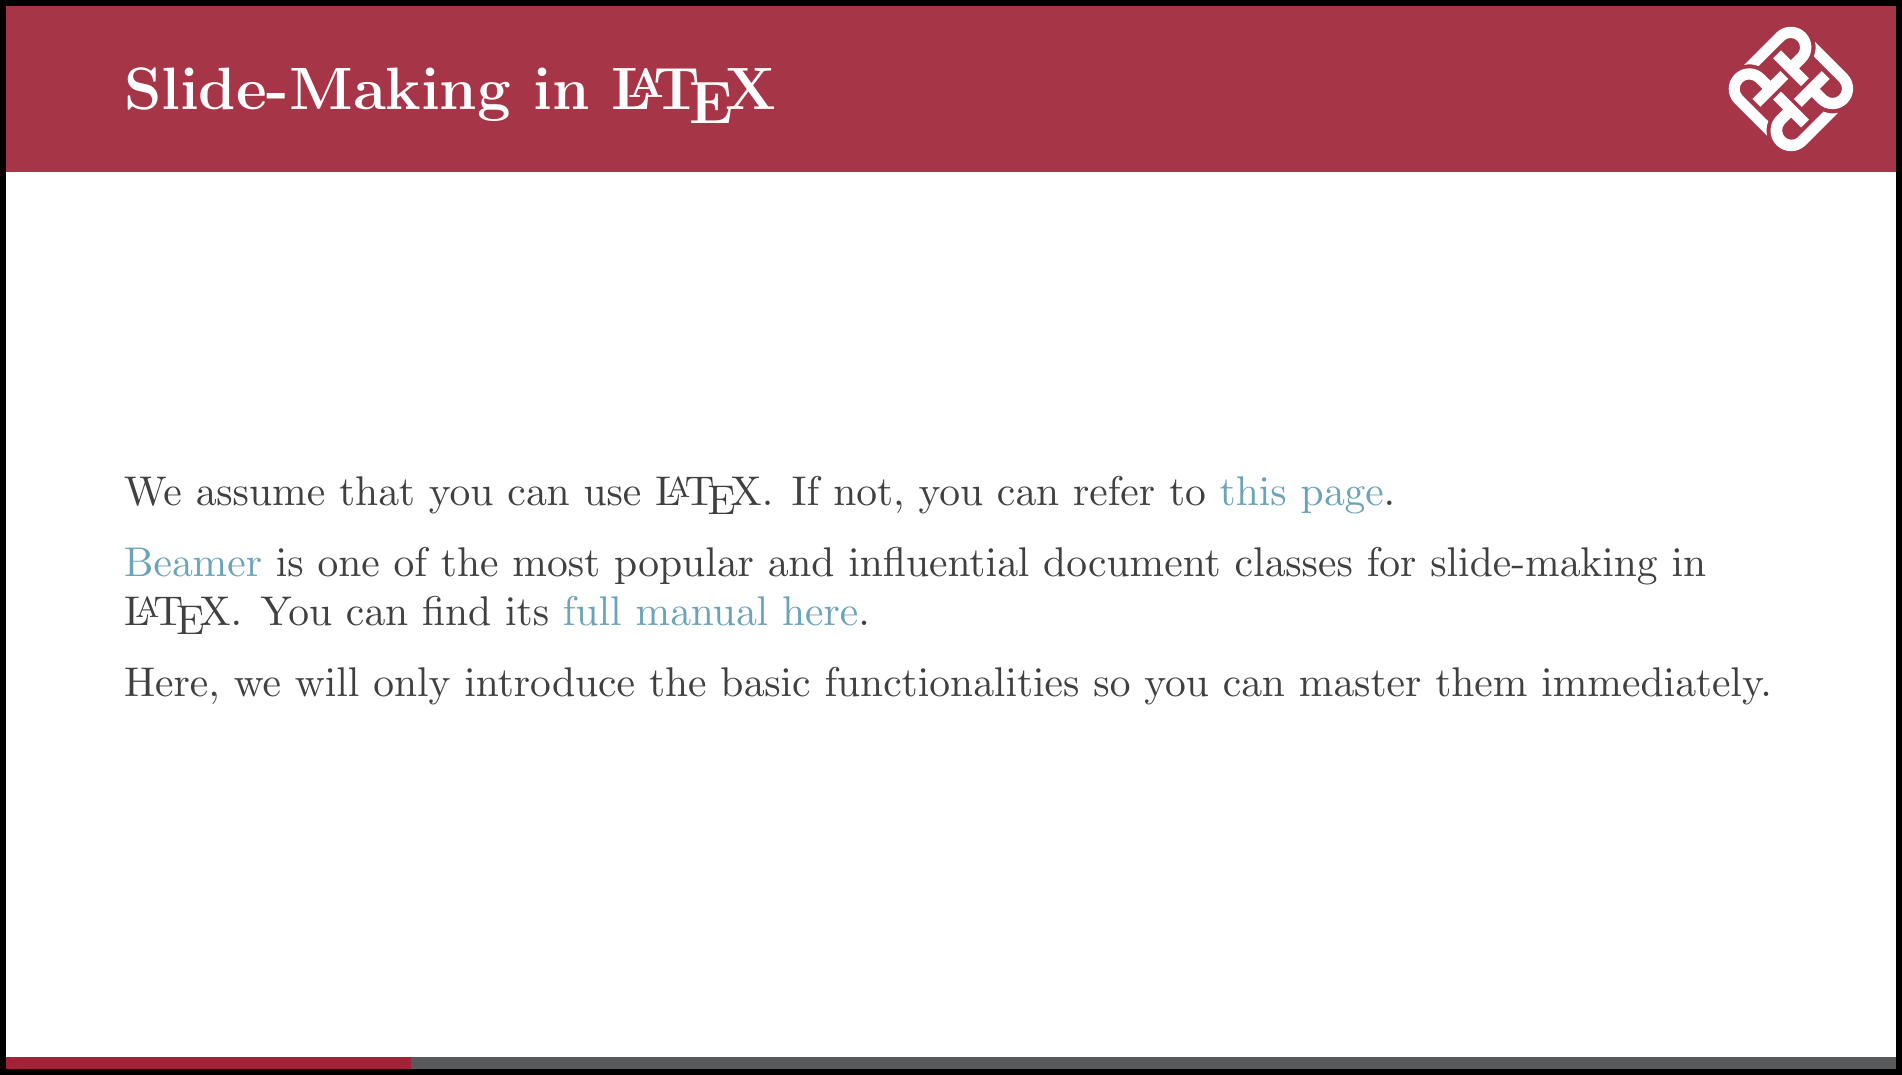 Slide-Making in LATEX
We assume that you can use LATEX. If not, you can refer to this page.
Beamer is one of the most popular and influential document classes for slide-making in
LATEX. You can find its full manual here.
Here, we will only introduce the basic functionalities so you can master them immediately.